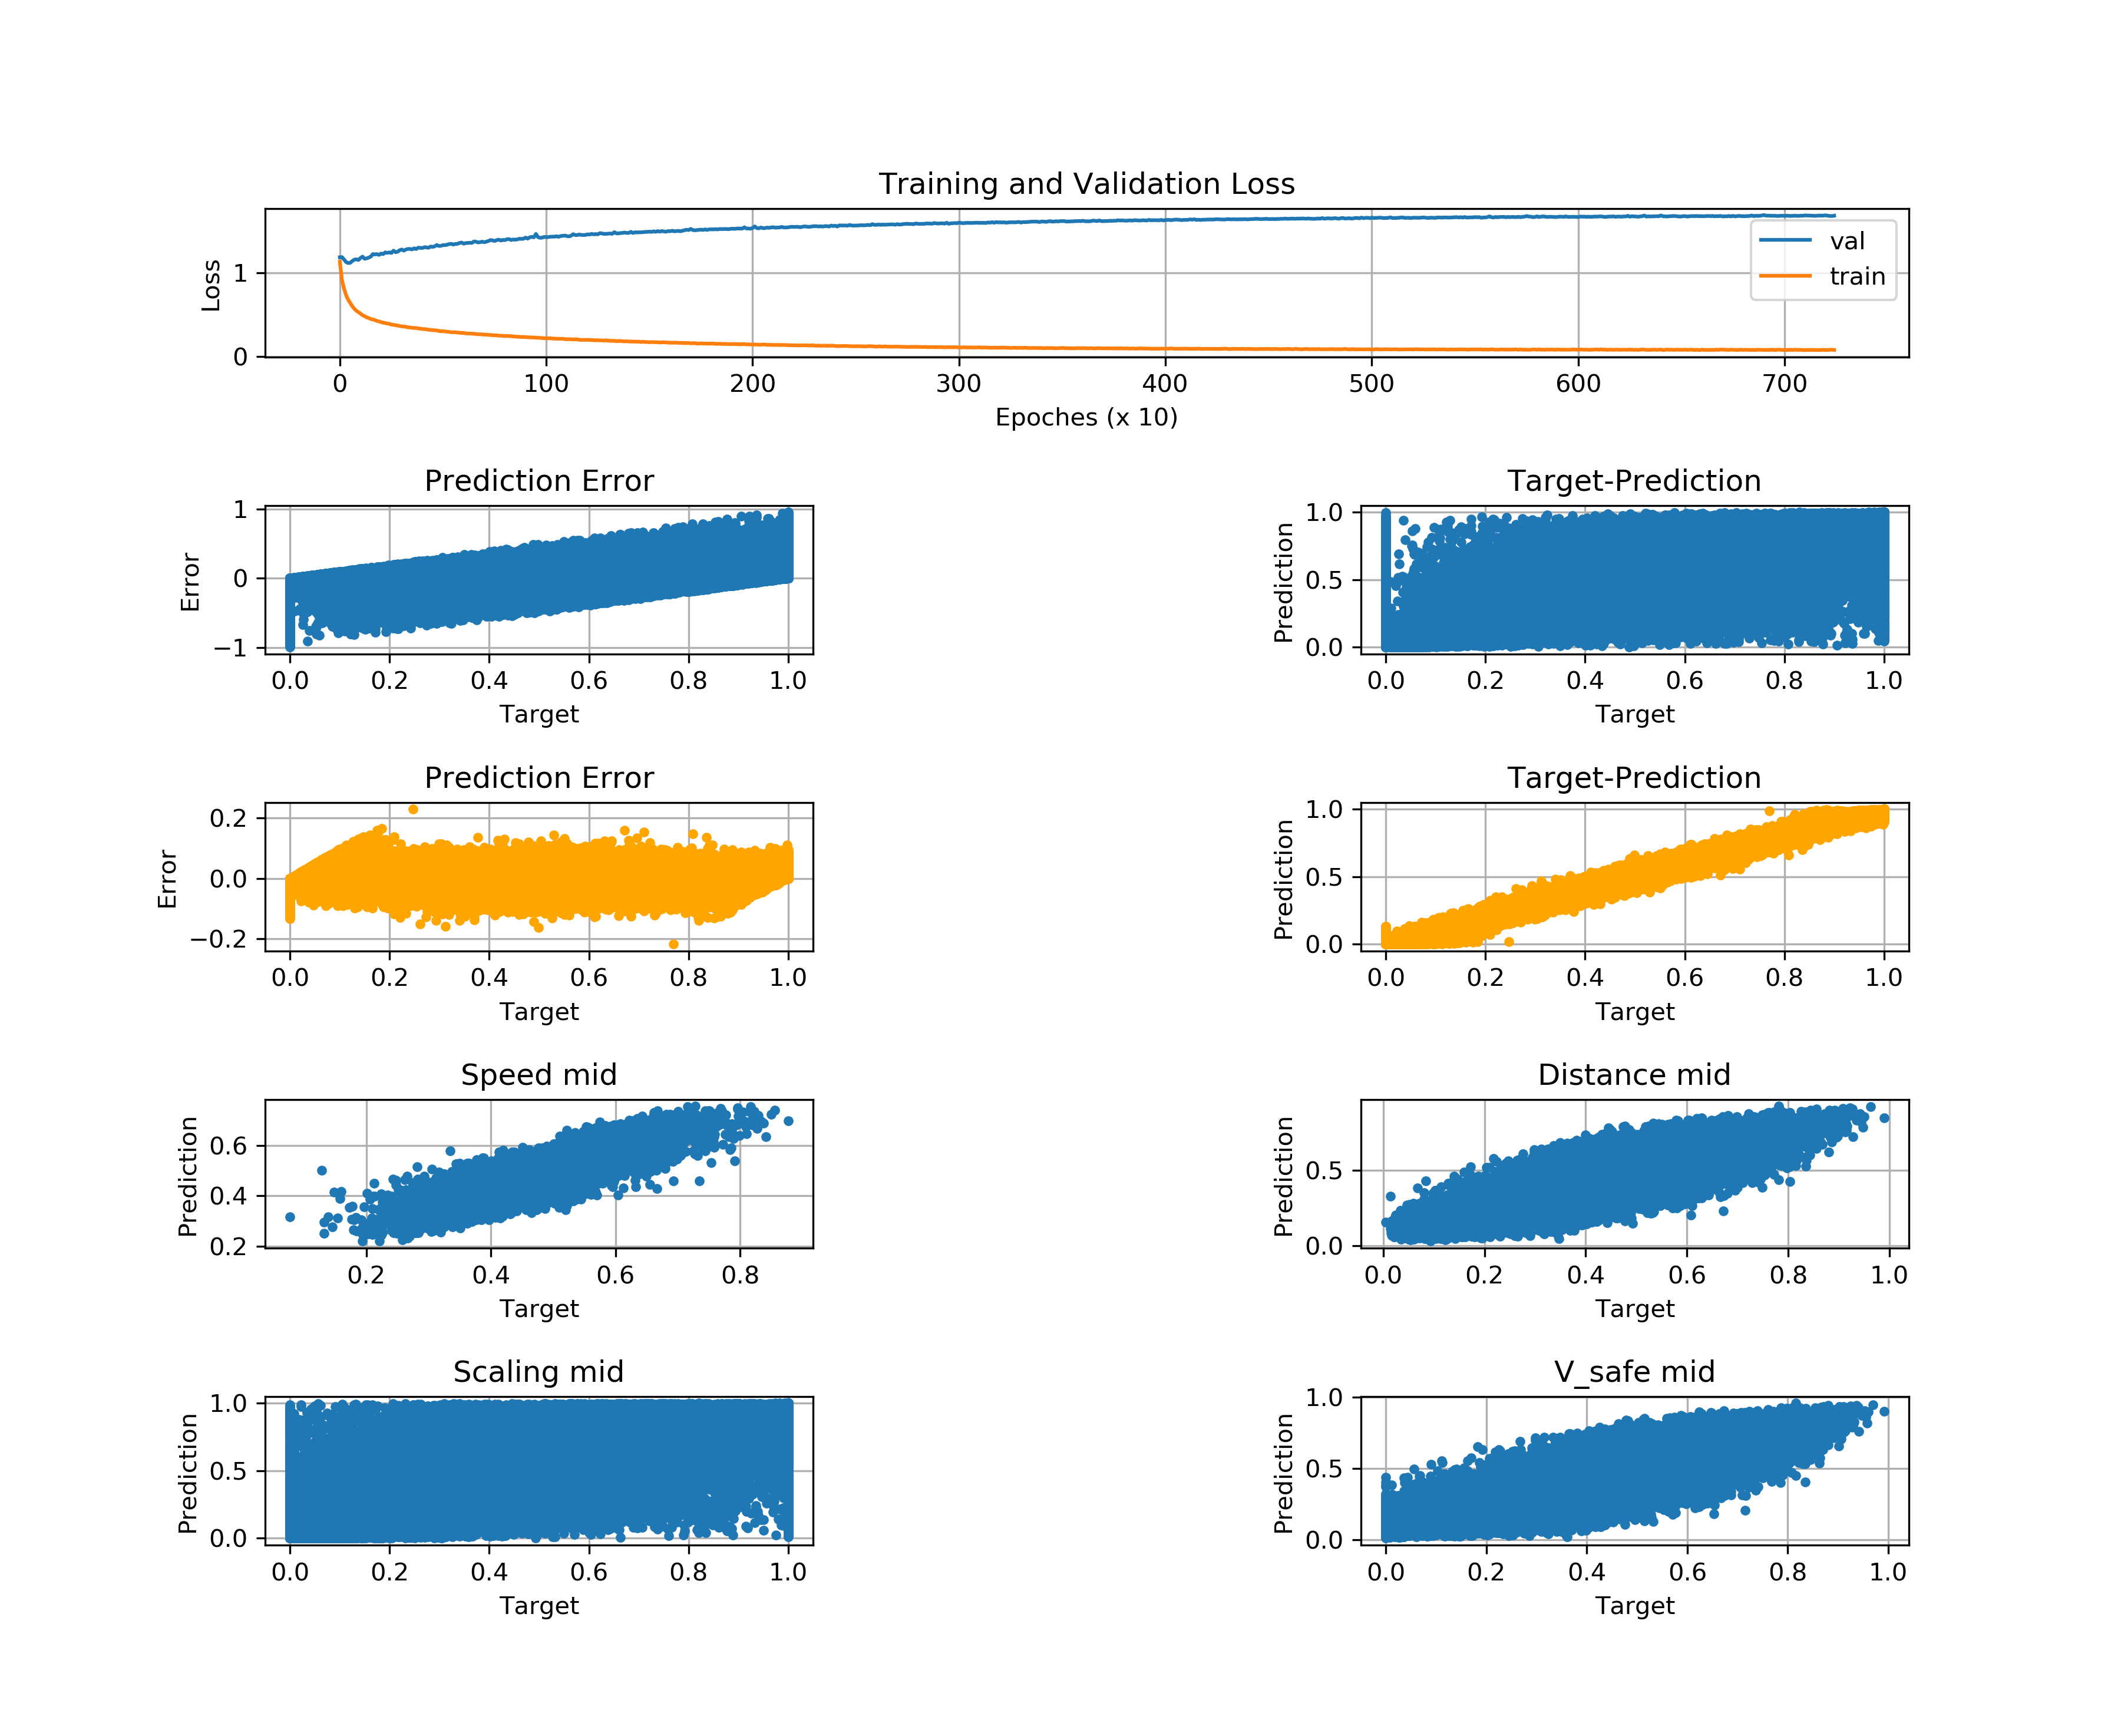 Training and Validation Loss
Loss
1
0
val
train
0 100 200 300 400 500 600 700
Epoches (x 10)
Prediction Error
Error
1
0
−1
0.0 0.2 0.4 0.6 0.8 1.0
Target
Target-Prediction
Prediction
1.0
0.5
0.0
0.0 0.2 0.4 0.6 0.8 1.0
Target
Prediction Error
Error
0.2
0.0
−0.2
0.0 0.2 0.4 0.6 0.8 1.0
Target
Target-Prediction
Prediction
1.0
0.5
0.0
0.0 0.2 0.4 0.6 0.8 1.0
Target
Speed mid
Prediction
0.6
0.4
0.2
0.2 0.4 0.6 0.8
Target
Distance mid
Prediction
0.5
0.0
0.0 0.2 0.4 0.6 0.8 1.0
Target
Scaling mid
Prediction
1.0
0.5
0.0
0.0 0.2 0.4 0.6 0.8 1.0
Target
V_safe mid
Prediction
1.0
0.5
0.0
0.0 0.2 0.4 0.6 0.8 1.0
Target